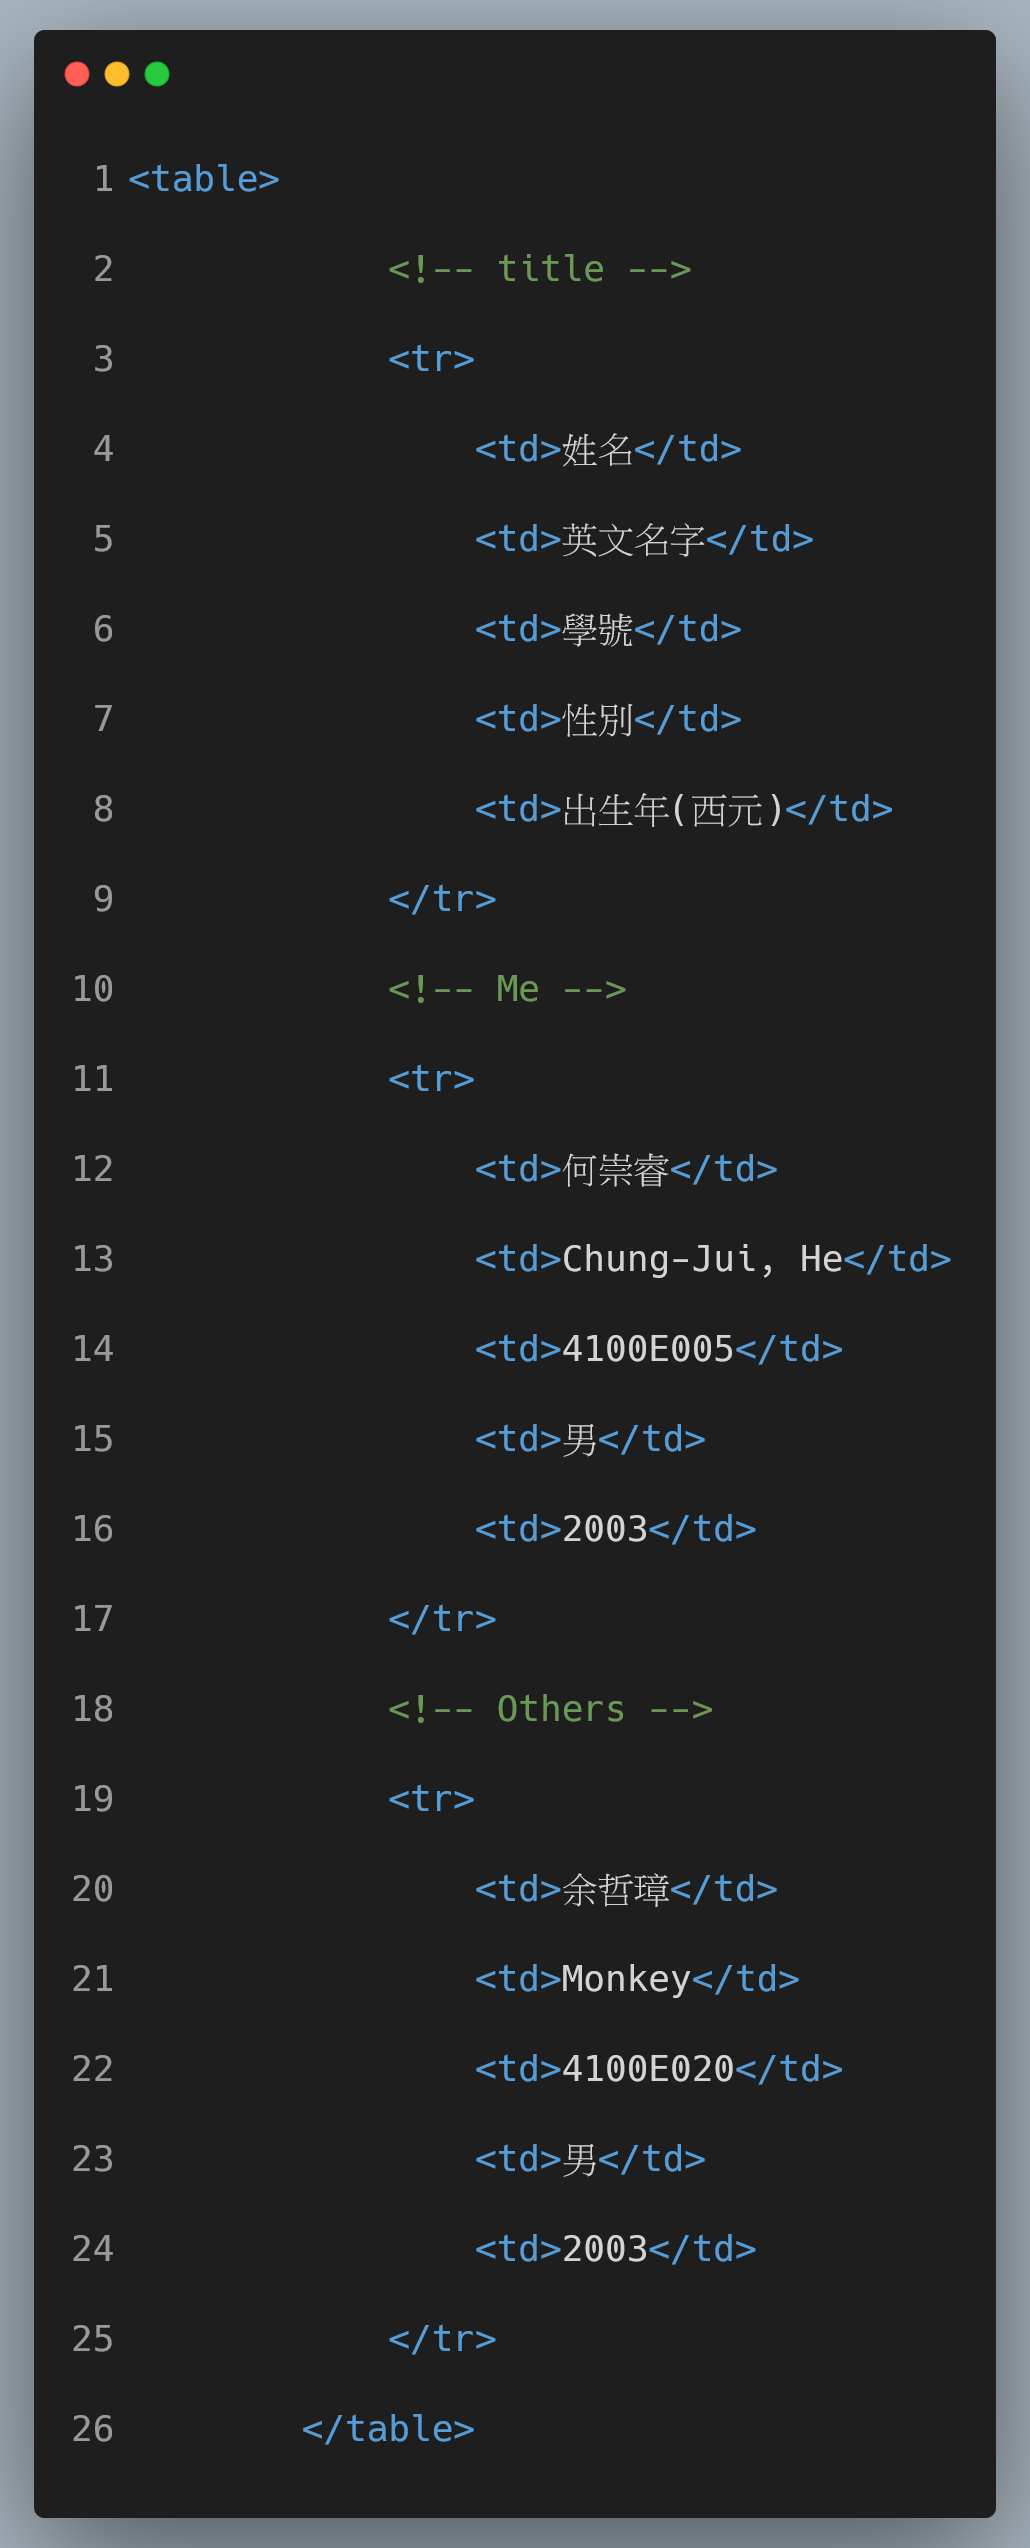 1 <table>
2 <!-- title -->
3 <tr>
4 <td>姓名</td>
5 <td>英文名字</td>
6 <td>學號</td>
7 <td>性別</td>
8 <td>出生年(西元)</td>
9 </tr>
10 <!-- Me -->
11 <tr>
12 <td>何崇睿</td>
13 <td>Chung-Jui, He</td>
14 <td>4100E005</td>
15 <td>男</td>
16 <td>2003</td>
17 </tr>
18 <!-- Others -->
19 <tr>
20 <td>余哲璋</td>
21 <td>Monkey</td>
22 <td>4100E020</td>
23 <td>男</td>
24 <td>2003</td>
25 </tr>
26 </table>